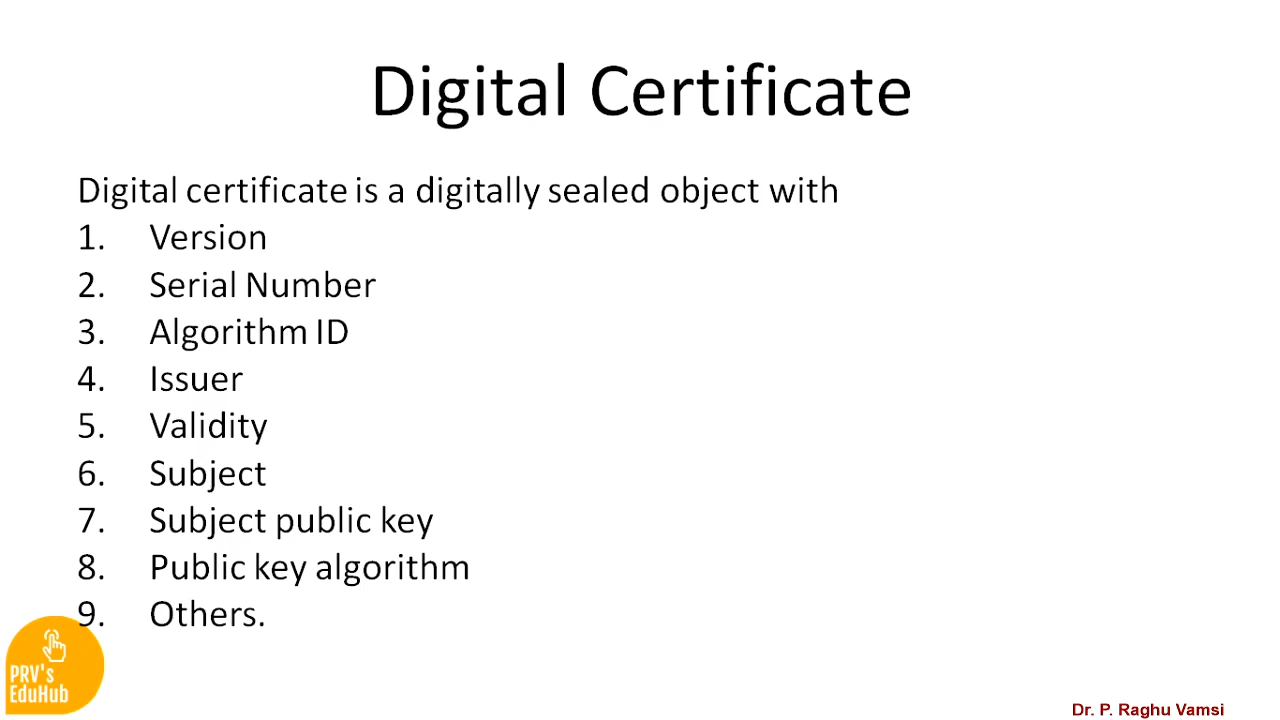 Digital Certificate
Digital certificate is a digitally sealed object with
1. Version
2. Serial Number
3. Algorithm ID
4. Issuer
5. Validity
6. Subject
7. Subject public key
8. Public key algorithm
9. Others.
PRV's
EduHub
Dr. P. Raghu Vamsi